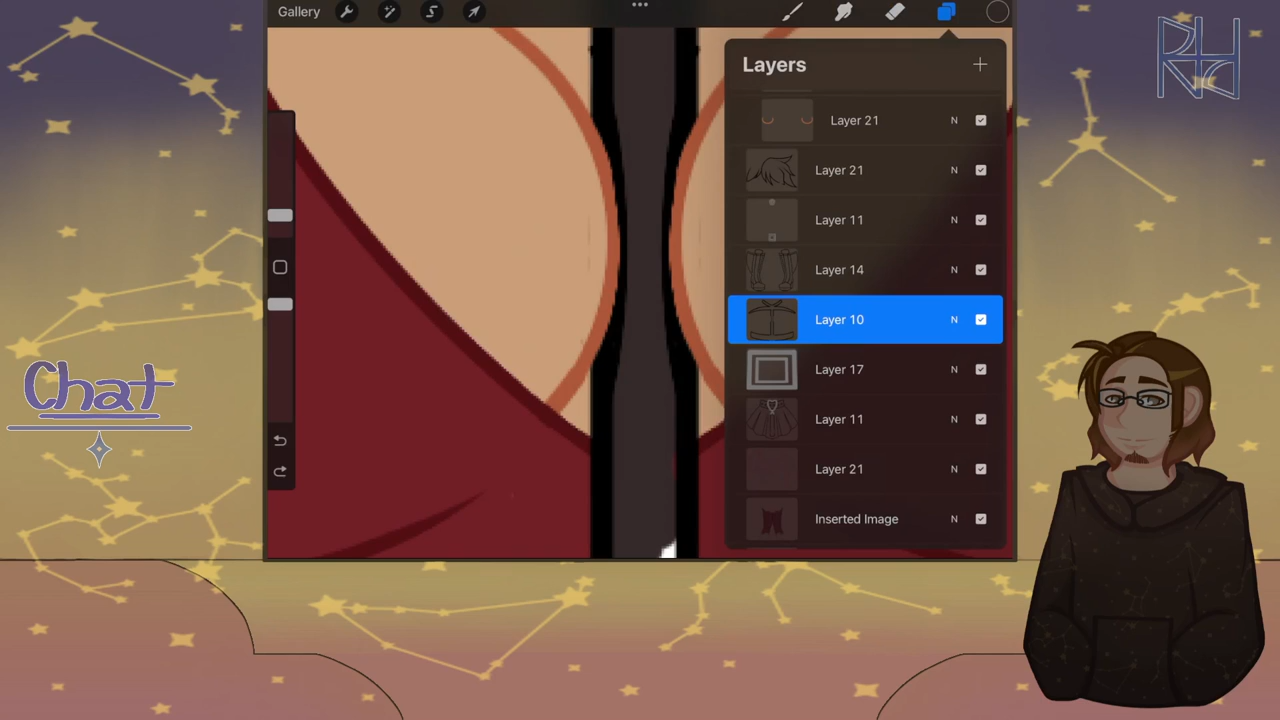 Gallery
Layers
Layer 21 N
Layer 21 N
Layer 11 N
Layer 14 N
Layer 10 N
Layer 17 N
Layer 11 N
Layer 21 N
Inserted Image N
Chat